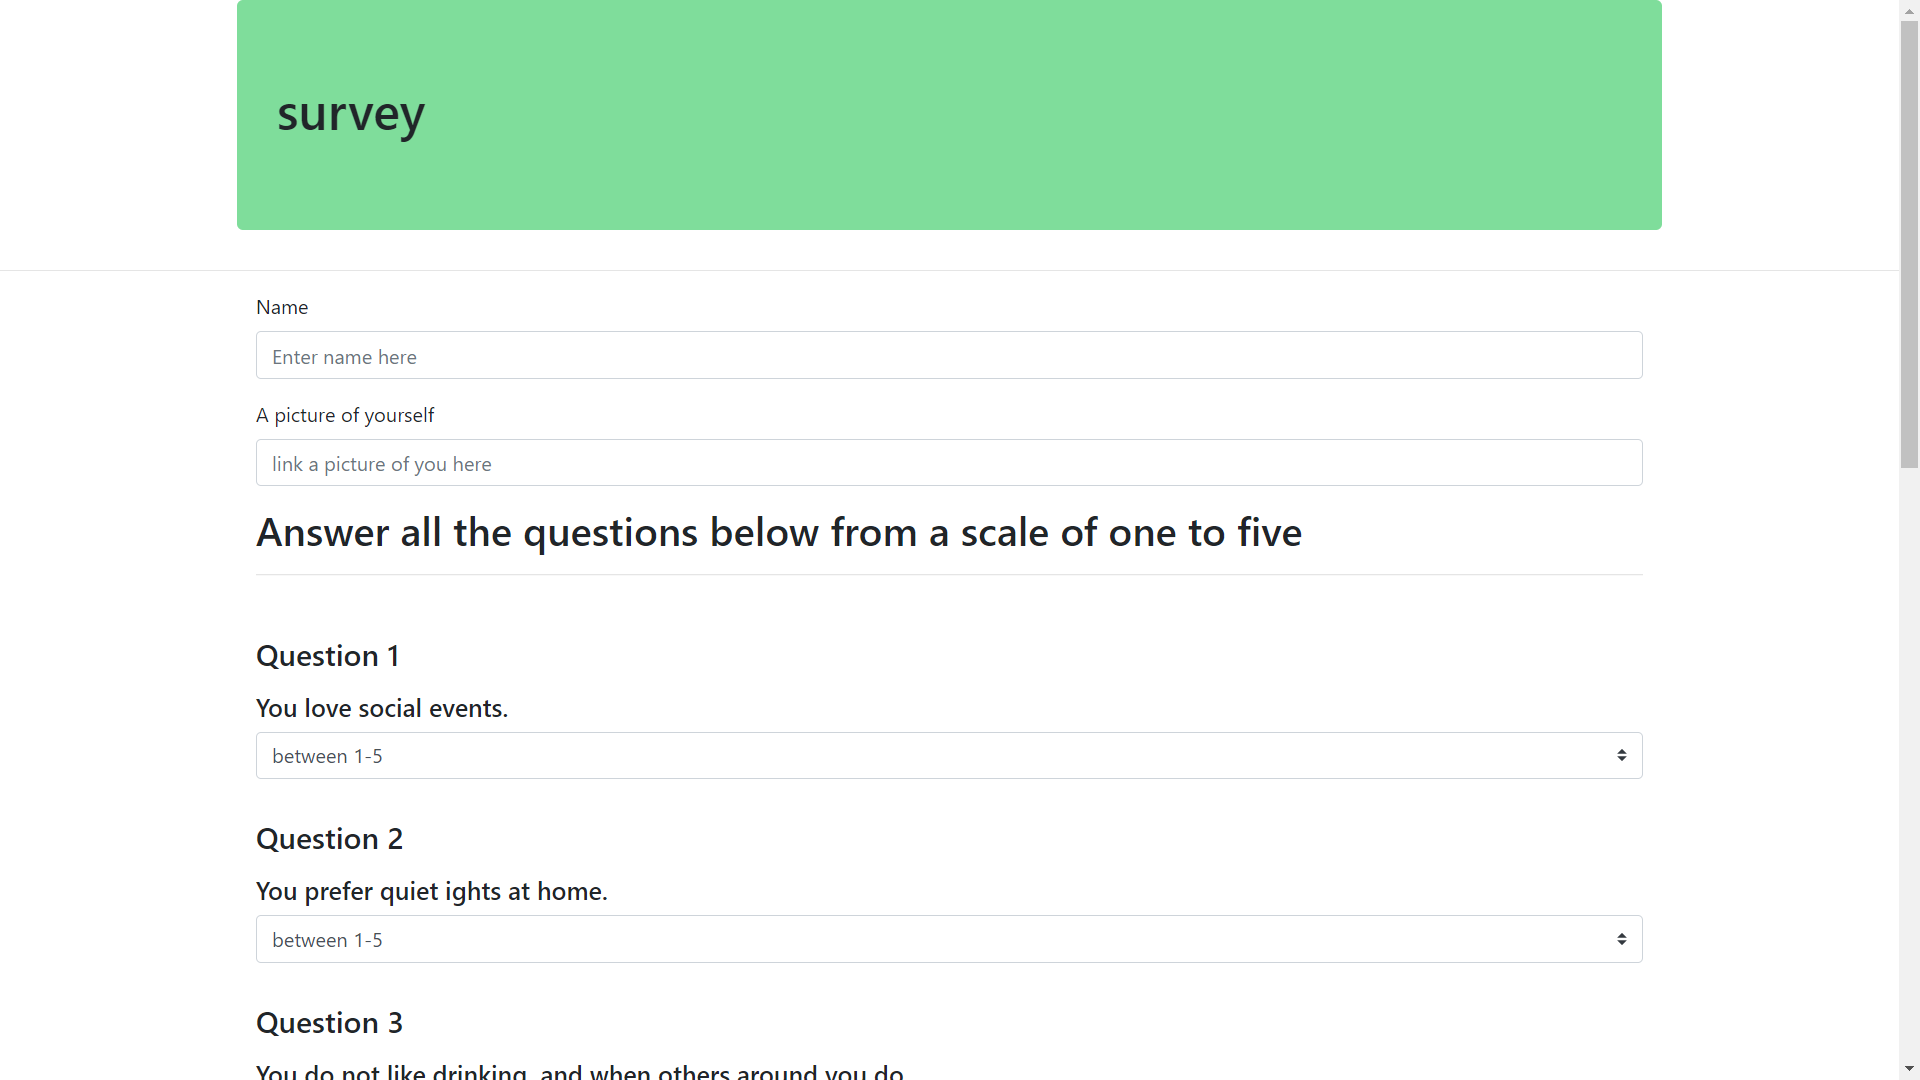 survey
Name
Enter name here
A picture of yourself
link a picture of you here
Answer all the questions below from a scale of one to five
Question 1
You love social events.
between 1-5
Question 2
You prefer quiet ights at home.
between 1-5
Question 3
You do not like drinking, and when others around you do.